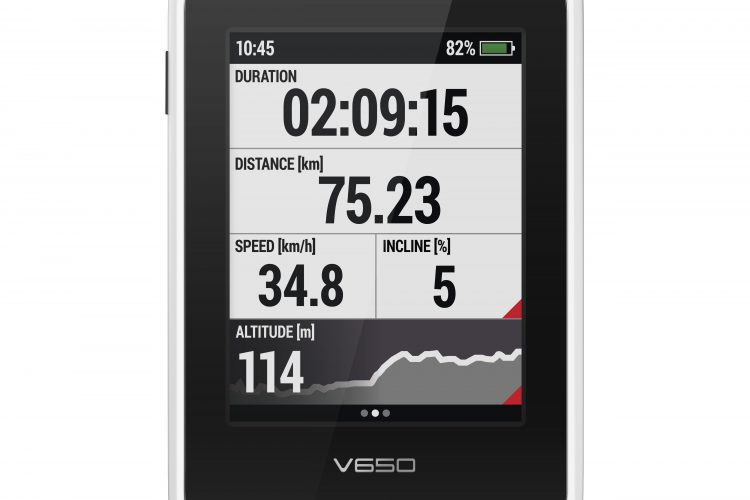 10:45 82%
DURATION
02:09:15
DISTANCE [km]
75.23
SPEED [km/h] INCLINE [%]
34.8 5
ALTITUDE [m]
114
V650